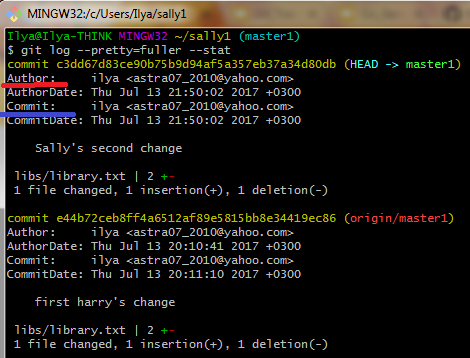 MINGW32:/c/Users/Ilya/sally1
Ilya@Ilya-THINK MINGW32 ~/sally1 (master1)
$ git log --pretty=fuller --stat
commit c3dd67d83ce90b75b9d94af5a357eb37a34d80db (HEAD -> master1)
Author:     ilya <astra07_2010@yahoo.com>
AuthorDate: Thu Jul 13 21:50:02 2017 +0300
Commit:     ilya <astra07_2010@yahoo.com>
CommitDate: Thu Jul 13 21:50:02 2017 +0300
Sally's second change
libs/library.txt | 2 +-
1 file changed, 1 insertion(+), 1 deletion(-)
commit e44b72ceb8ff4a6512af89e5815bb8e34419ec86 (origin/master1)
Author:     ilya <astra07_2010@yahoo.com>
AuthorDate: Thu Jul 13 20:10:41 2017 +0300
Commit:     ilya <astra07_2010@yahoo.com>
CommitDate: Thu Jul 13 20:11:10 2017 +0300
first harry's change
libs/library.txt | 2 +-
1 file changed, 1 insertion(+), 1 deletion(-)